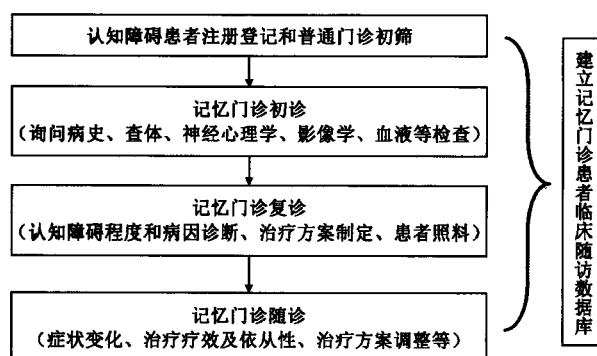 认知障碍患者注册登记和普通门诊初筛
记忆门诊初诊
（询问病史、查体、神经心理学、影像学、血液等检查）
记忆门诊复诊
（认知障碍程度和病因诊断、治疗方案制定、患者照料）
记忆门诊随诊
（症状变化、治疗疗效及依从性、治疗方案调整等）
建立记忆门诊患者临床随访数据库